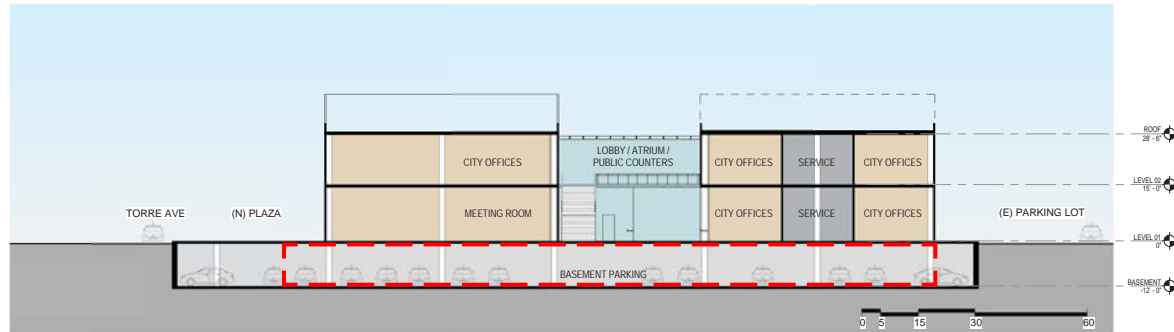 LOBBY / ATRIUM /
PUBLIC COUNTERS
CITY OFFICES
CITY OFFICES
SERVICE
CITY OFFICES
ROOF
28' - 6"
LEVEL 02
15' - 0"
TORRE AVE
(N) PLAZA
MEETING ROOM
CITY OFFICES
SERVICE
CITY OFFICES
(E) PARKING LOT
LEVEL 01
0"
BASEMENT PARKING
BASEMENT
-12' - 0"
0 5 15 30 60